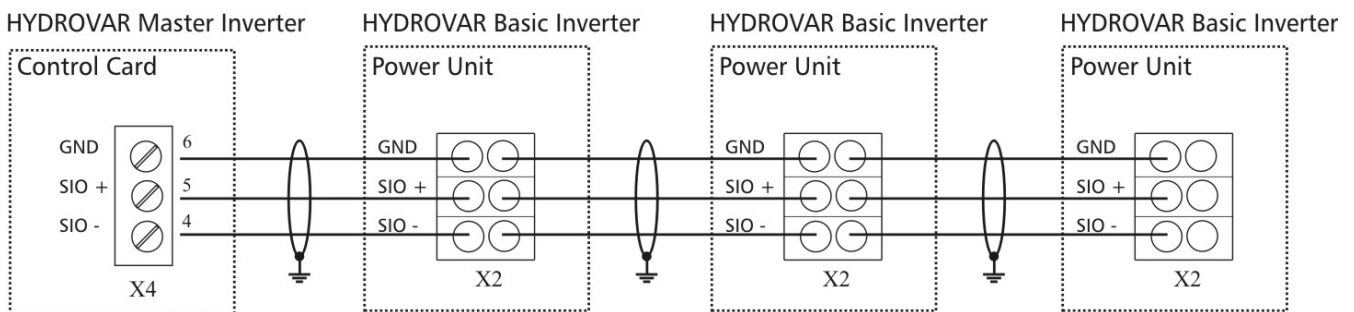 HYDROVAR Master Inverter HYDROVAR Basic Inverter HYDROVAR Basic Inverter HYDROVAR Basic Inverter
Control Card Power Unit Power Unit Power Unit
GND 6 GND GND GND
SIO + 5 SIO + SIO + SIO +
SIO - 4 SIO - SIO - SIO -
X4 X2 X2 X2